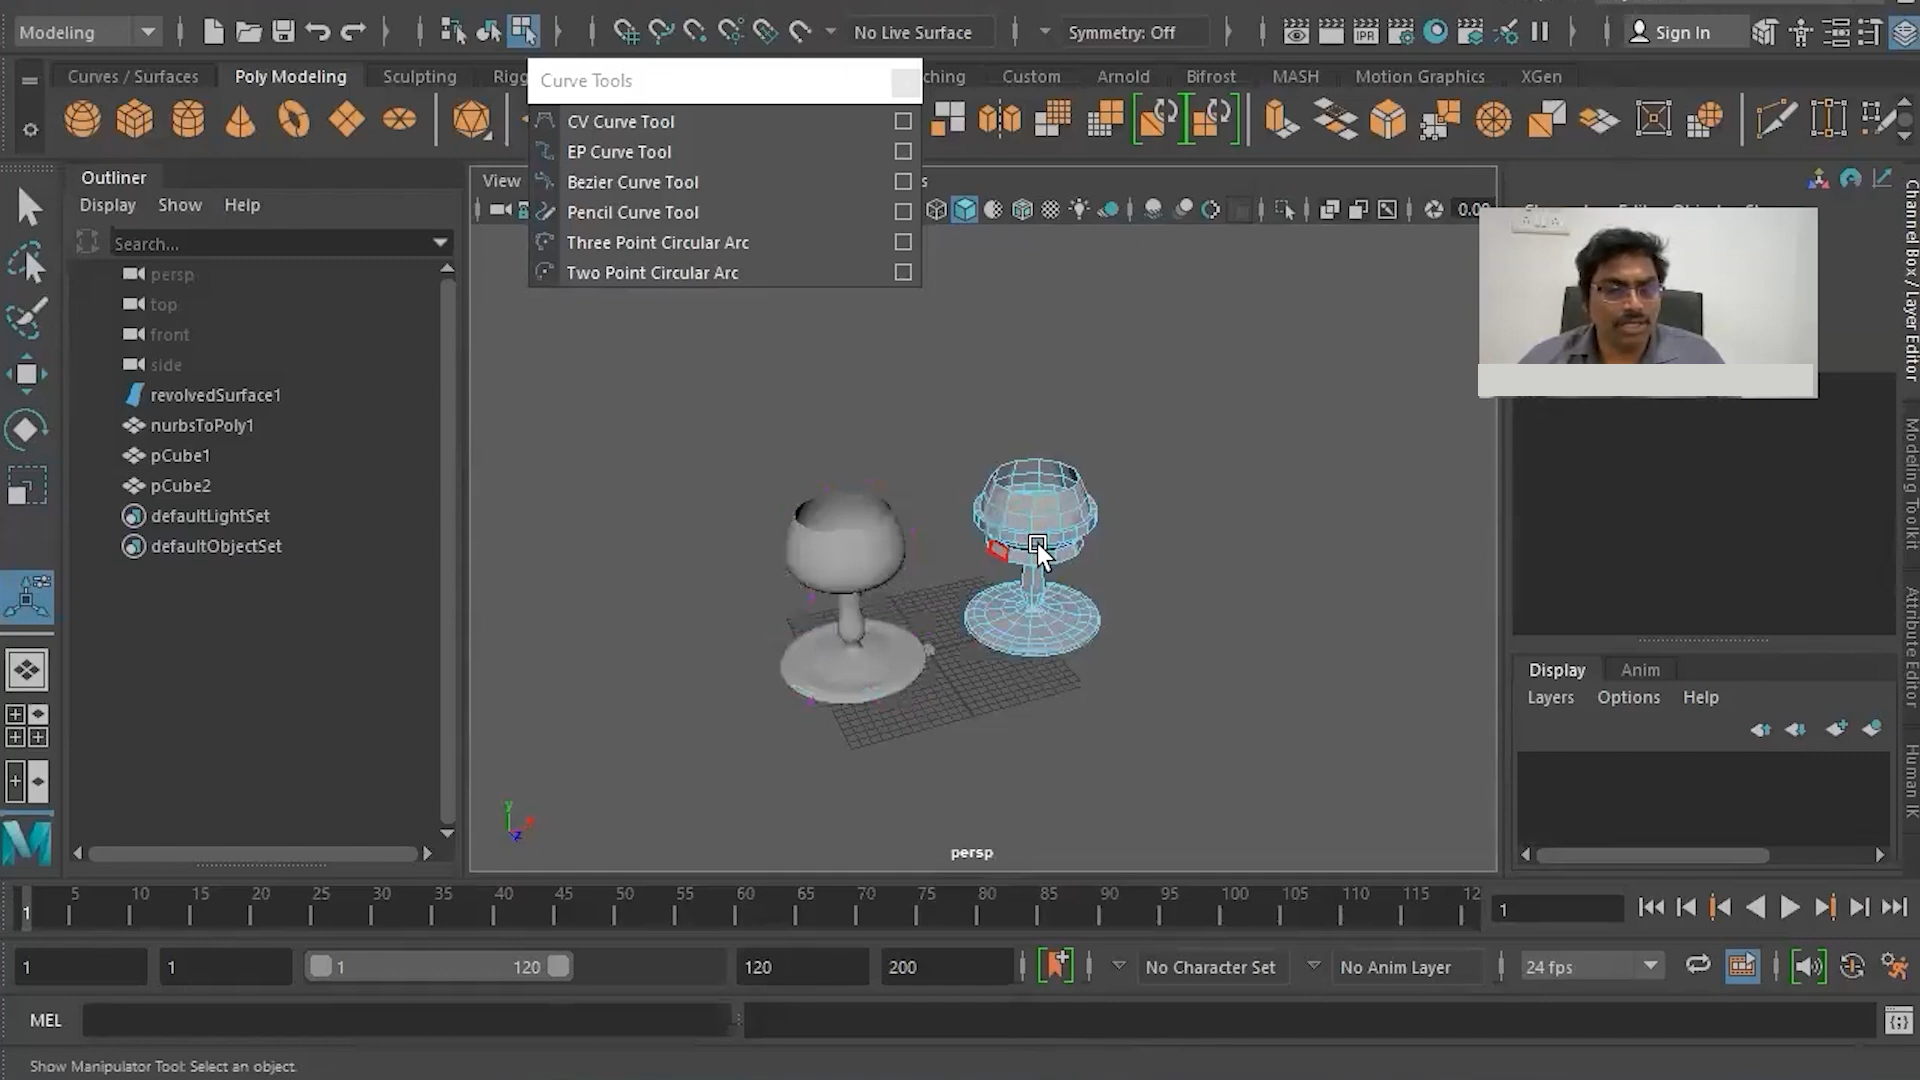 Modeling
No Live Surface
Symmetry: Off
Sign In
Curves / Surfaces
Poly Modeling
Sculpting
Rigg
ching
Custom
Arnold
Bifrost
MASH
Motion Graphics
XGen
IPR
Curve Tools
CV Curve Tool
EP Curve Tool
Bezier Curve Tool
Pencil Curve Tool
Three Point Circular Arc
Two Point Circular Arc
Outliner
Display
Show
Help
Search...
persp
top
front
side
revolvedSurface1
nurbsToPoly1
pCube1
pCube2
defaultLightSet
defaultObjectSet
View
s
0.00
persp
y
z
Channel Box / Layer Editor
Modeling Toolkit
Attribute Editor
Human IK
Display
Anim
Layers
Options
Help
5 10 15 20 25 30 35 40 45 50 55 60 65 70 75 80 85 90 95 100 105 110 115 12
1
1
1
1
1
120
120
200
No Character Set
No Anim Layer
24 fps
MEL
Show Manipulator Tool: Select an object.